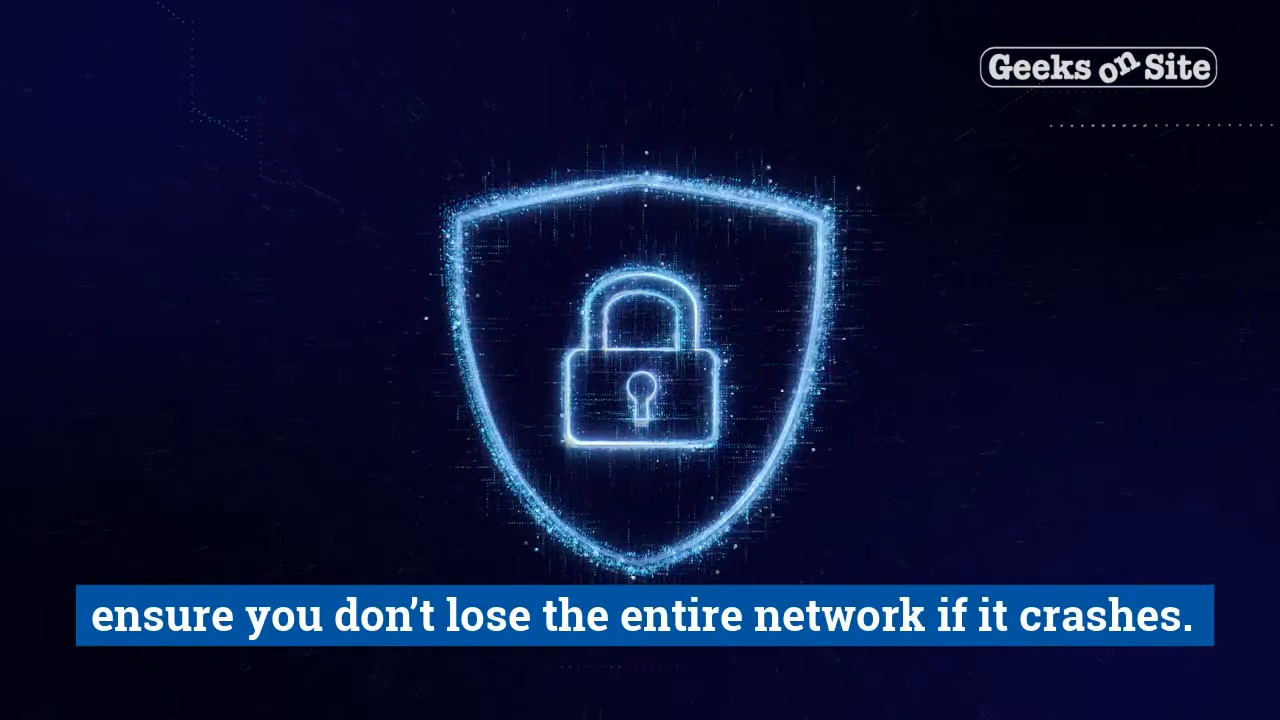 Geeks on Site
ensure you don’t lose the entire network if it crashes.